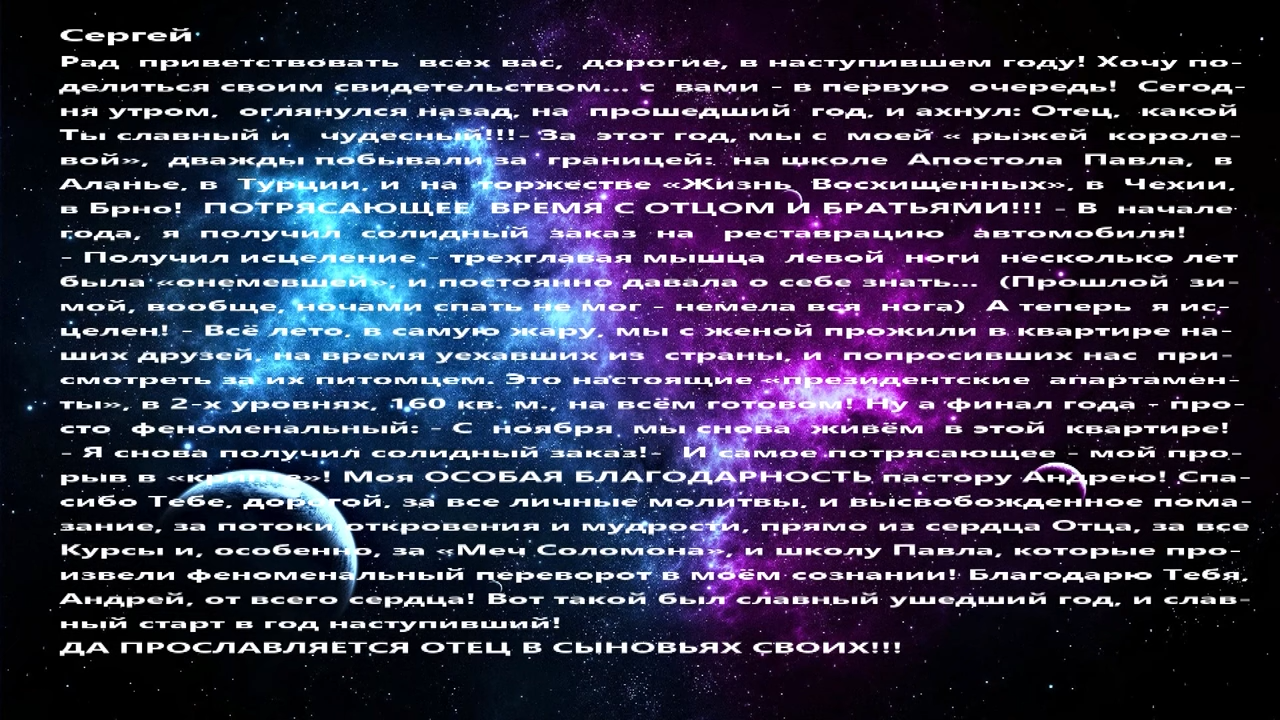 Сергей
Рад приветствовать всех вас, дорогие, в наступившем году! Хочу по-
делиться своим свидетельством... с вами - в первую очередь! Сегод-
ня утром, оглянулся назад, на прошедший год, и ахнул: Отец, какой
Ты славный и чудесный!!!- За этот год, мы с моей « рыжей короле-
вой», дважды побывали за границей: на школе Апостола Павла, в
Аланье, в Турции, и на торжестве «Жизнь Восхищенных», в Чехии,
в Брно! ПОТРЯСАЮЩЕЕ ВРЕМЯ С ОТЦОМ И БРАТЬЯМИ!!! - В начале
года, я получил солидный заказ на реставрацию автомобиля!
- Получил исцеление - трехглавая мышца левой ноги несколько лет
была «онемевшей», и постоянно давала о себе знать... (Прошлой зи-
мой, вообще, ночами спать не мог - немела вся нога) А теперь я ис-
целен! - Всё лето, в самую жару, мы с женой прожили в квартире на-
ших друзей, на время уехавших из страны, и попросивших нас при-
смотреть за их питомцем. Это настоящие «президентские апартамен-
ты», в 2-х уровнях, 160 кв. м., на всём готовом! Ну а финал года - про-
сто феноменальный: - С ноября мы снова живём в этой квартире!
- Я снова получил солидный заказ!- И самое потрясающее - мой про-
рыв в ! Моя ОСОБАЯ БЛАГОДАРНОСТЬ пастору Андрею! Спа-
сибо Тебе, дорогой, за все личные молитвы, и высвобожденное пома-
зание, за потоки откровения и мудрости, прямо из сердца Отца, за все
Курсы и, особенно, за «Меч Соломона», и школу Павла, которые про-
извели феноменальный переворот в моём сознании! Благодарю Тебя,
Андрей, от всего сердца! Вот такой был славный ушедший год, и слав-
ный старт в год наступивший!
ДА ПРОСЛАВЛЯЕТСЯ ОТЕЦ В СЫНОВЬЯХ СВОИХ!!!